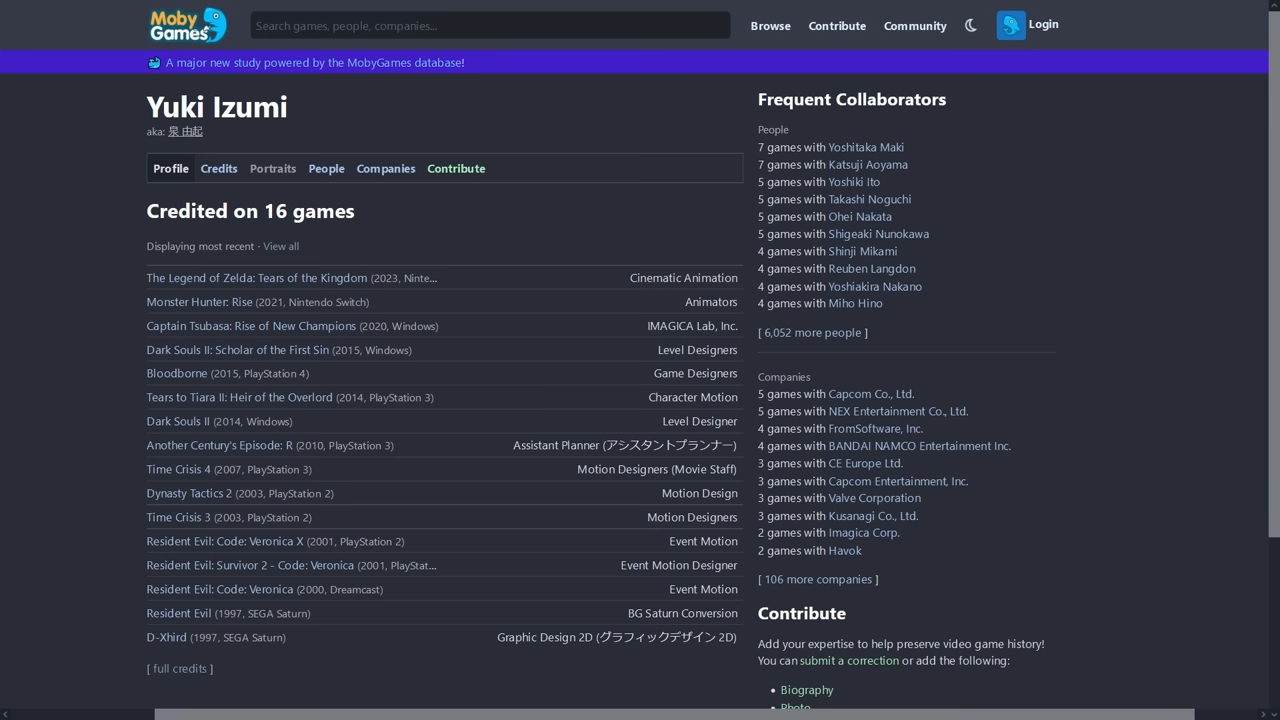 Moby Games
Search games, people, companies...
Browse Contribute Community Login
A major new study powered by the MobyGames database!
Yuki Izumi
aka: 泉 由起
Profile Credits Portraits People Companies Contribute
Credited on 16 games
Displaying most recent · View all
The Legend of Zelda: Tears of the Kingdom (2023, Ninte... Cinematic Animation
Monster Hunter: Rise (2021, Nintendo Switch) Animators
Captain Tsubasa: Rise of New Champions (2020, Windows) IMAGICA Lab, Inc.
Dark Souls II: Scholar of the First Sin (2015, Windows) Level Designers
Bloodborne (2015, PlayStation 4) Game Designers
Tears to Tiara II: Heir of the Overlord (2014, PlayStation 3) Character Motion
Dark Souls II (2014, Windows) Level Designer
Another Century's Episode: R (2010, PlayStation 3) Assistant Planner (アシスタントプランナー)
Time Crisis 4 (2007, PlayStation 3) Motion Designers (Movie Staff)
Dynasty Tactics 2 (2003, PlayStation 2) Motion Design
Time Crisis 3 (2003, PlayStation 2) Motion Designers
Resident Evil: Code: Veronica X (2001, PlayStation 2) Event Motion
Resident Evil: Survivor 2 - Code: Veronica (2001, PlayStat... Event Motion Designer
Resident Evil: Code: Veronica (2000, Dreamcast) Event Motion
Resident Evil (1997, SEGA Saturn) BG Saturn Conversion
D-Xhird (1997, SEGA Saturn) Graphic Design 2D (グラフィックデザイン 2D)
[ full credits ]
Frequent Collaborators
People
7 games with Yoshitaka Maki
7 games with Katsuji Aoyama
5 games with Yoshiki Ito
5 games with Takashi Noguchi
5 games with Ohei Nakata
5 games with Shigeaki Nunokawa
4 games with Shinji Mikami
4 games with Reuben Langdon
4 games with Yoshiakira Nakano
4 games with Miho Hino
[ 6,052 more people ]
Companies
5 games with Capcom Co., Ltd.
5 games with NEX Entertainment Co., Ltd.
4 games with FromSoftware, Inc.
4 games with BANDAI NAMCO Entertainment Inc.
3 games with CE Europe Ltd.
3 games with Capcom Entertainment, Inc.
3 games with Valve Corporation
3 games with Kusanagi Co., Ltd.
2 games with Imagica Corp.
2 games with Havok
[ 106 more companies ]
Contribute
Add your expertise to help preserve video game history!
You can submit a correction or add the following:
• Biography
• Photo